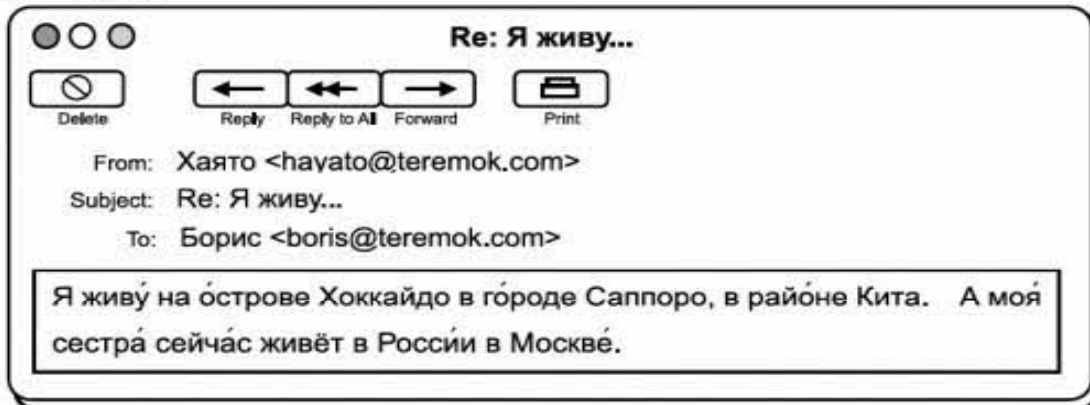 Re: Я живу...
Delete Reply Reply to All Forward Print
From: Хаято <hayato@teremok.com>
Subject: Re: Я живу...
To: Борис <boris@teremok.com>
Я живу́ на о́строве Хоккайдо в го́роде Саппоро, в райо́не Кита. А моя́
сестра́ сейча́с живёт в Росси́и в Москве́.